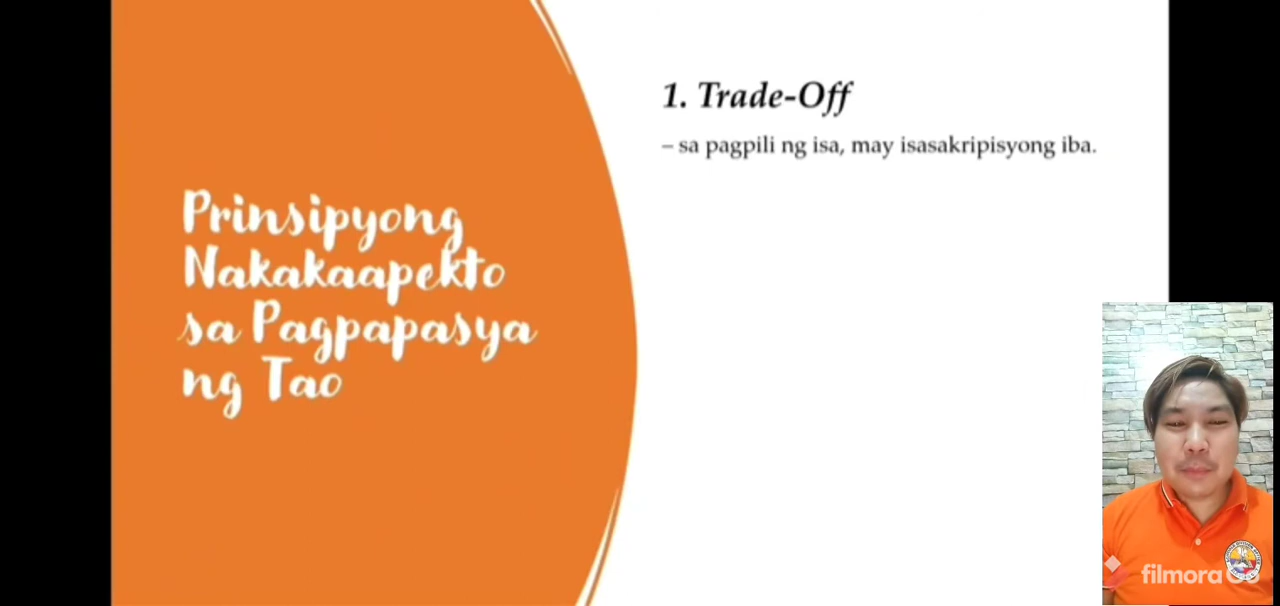 Prinsipyong
Nakakaapekto
sa Pagpapasya
ng Tao
1. Trade-Off
– sa pagpili ng isa, may isasakripisyong iba.
filmora